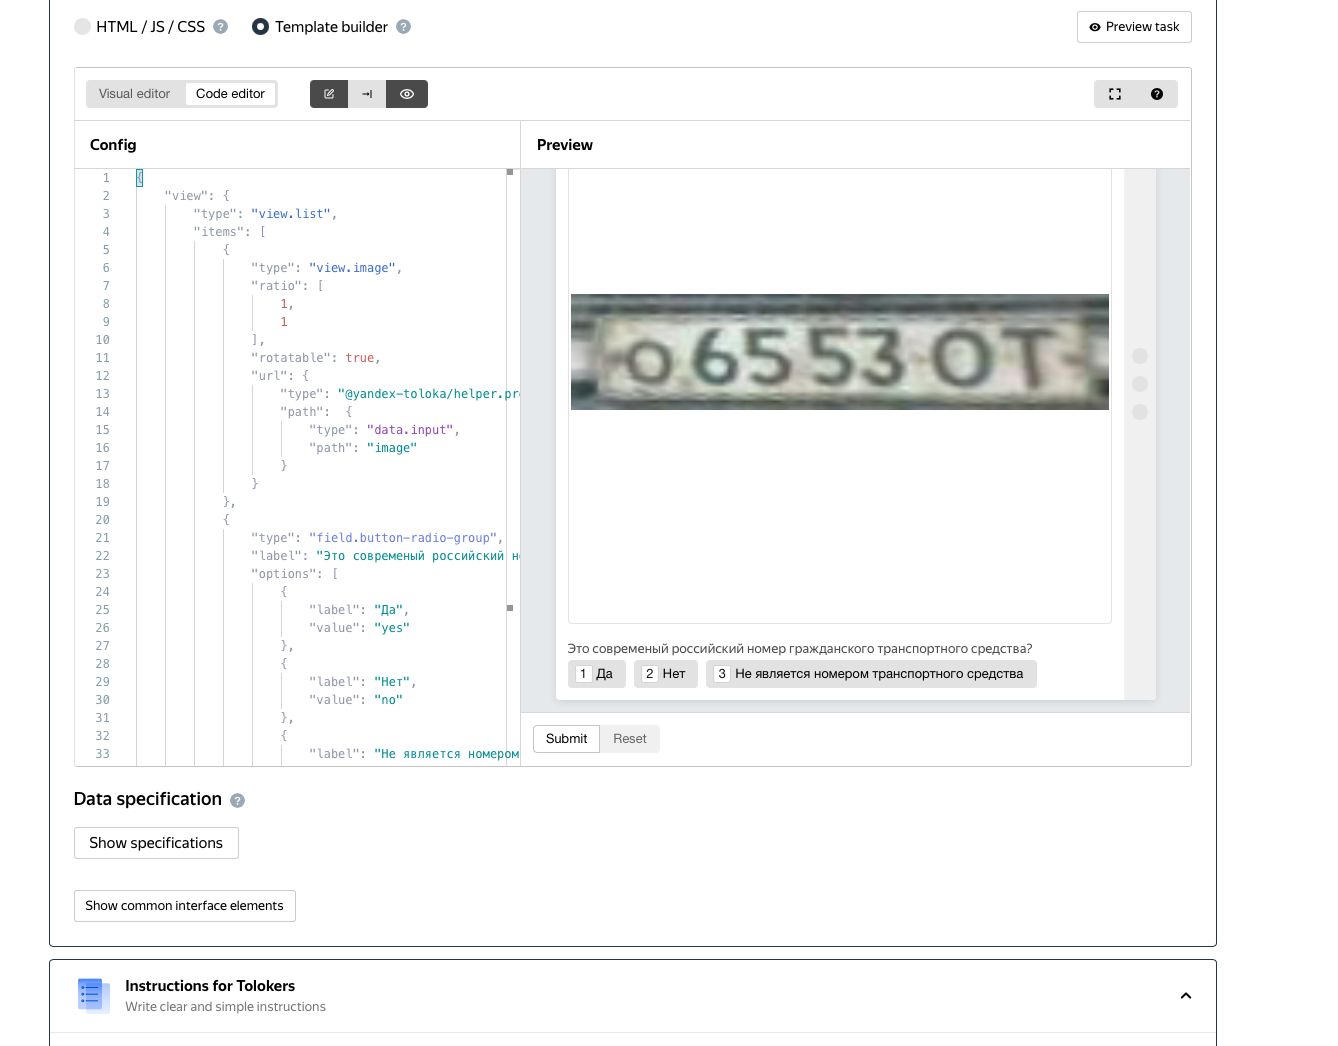 HTML / JS / CSS ? Template builder ? Preview task
Visual editor Code editor
Config
1 {
2 "view": {
3 "type": "view.list",
4 "items": [
5 {
6 "type": "view.image",
7 "ratio": [
8 1,
9 1
10 ],
11 "rotatable": true,
12 "url": {
13 "type": "@yandex-toloka/helper.pr
14 "path": {
15 "type": "data.input",
16 "path": "image"
17 }
18 }
19 },
20 {
21 "type": "field.button-radio-group",
22 "label": "Это современый российский н
23 "options": [
24 {
25 "label": "Да",
26 "value": "yes"
27 },
28 {
29 "label": "Нет",
30 "value": "no"
31 },
32 {
33 "label": "Не является номером
Preview
о 65 53 ОТ
Это современый российский номер гражданского транспортного средства?
1 Да 2 Нет 3 Не является номером транспортного средства
Submit Reset
Data specification ?
Show specifications
Show common interface elements
Instructions for Tolokers
Write clear and simple instructions